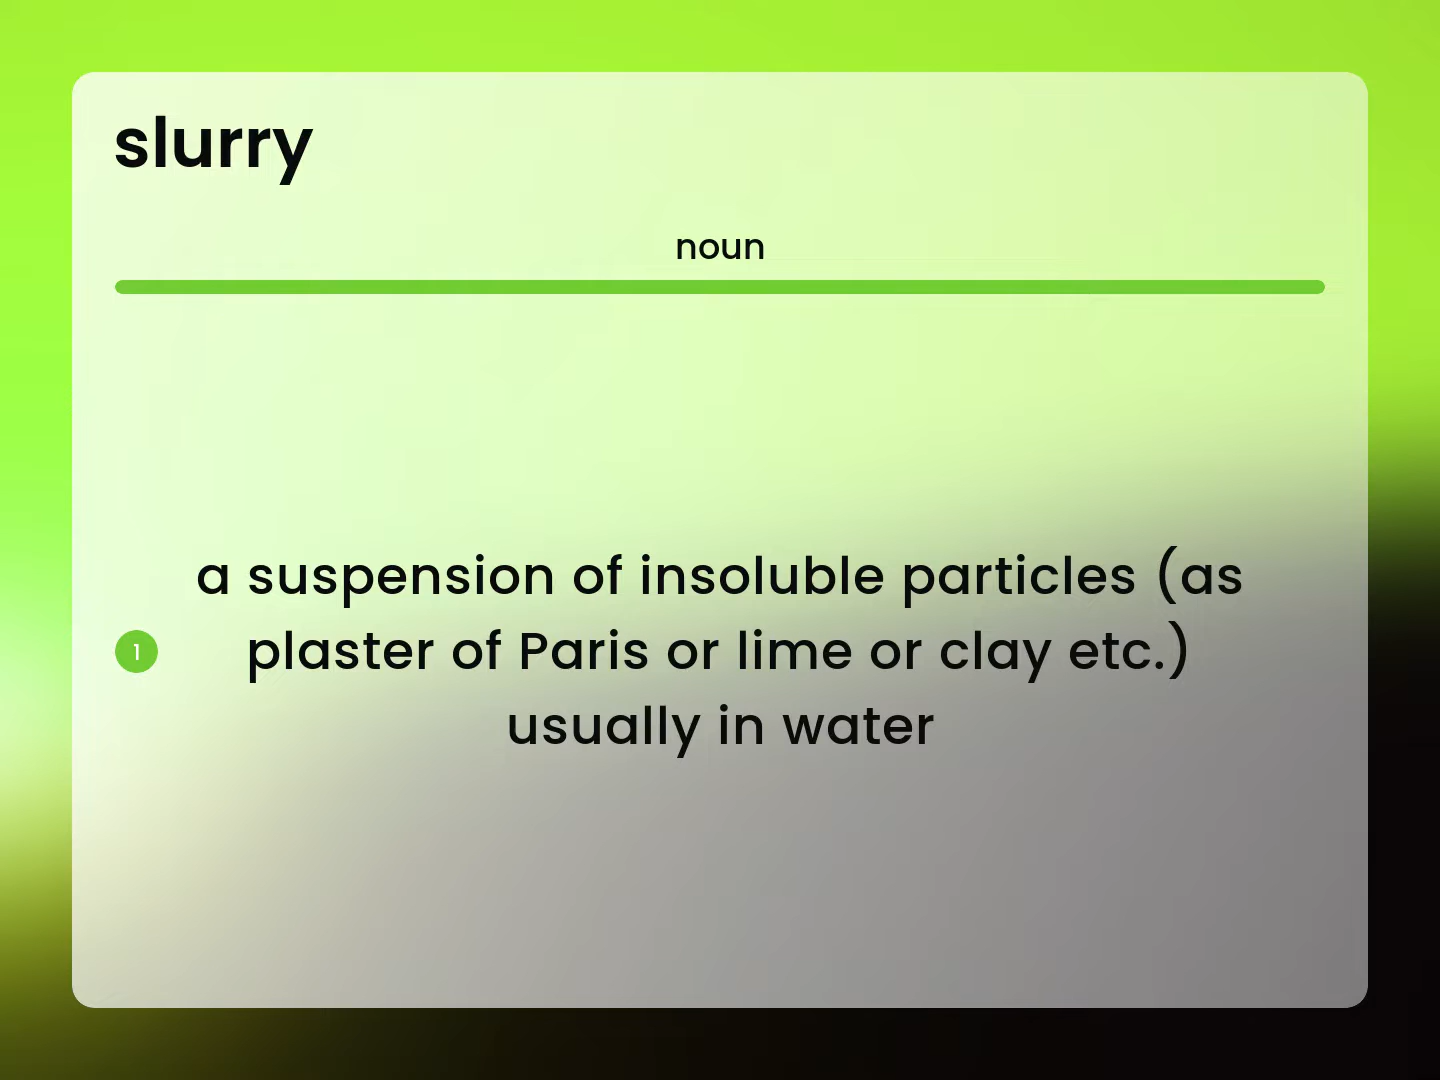 slurry
noun
a suspension of insoluble particles (as
1
plaster of Paris or lime or clay etc.)
usually in water